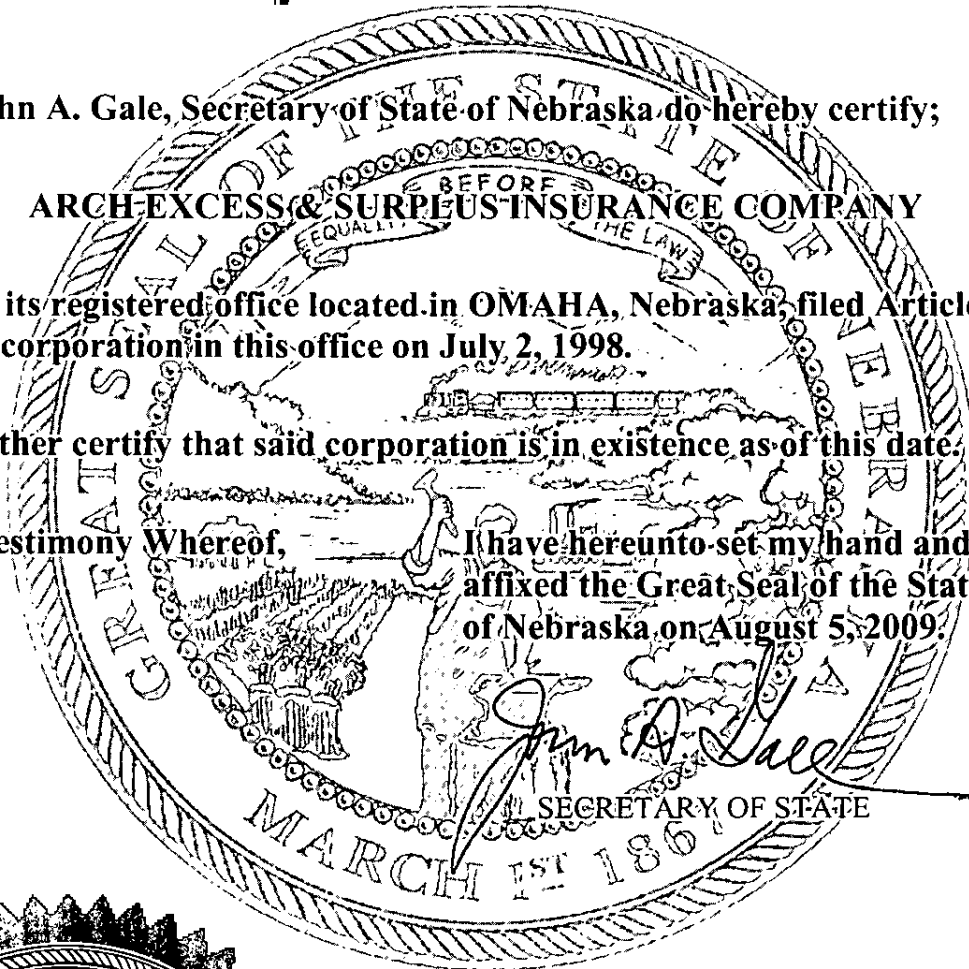 hn A. Gale, Secretary of State of Nebraska do hereby certify;
ARCH EXCESS & SURPLUS INSURANCE COMPANY
its registered office located in OMAHA, Nebraska, filed Article
corporation in this office on July 2, 1998.
ther certify that said corporation is in existence as of this date.
estimony Whereof,
I have hereunto set my hand and
affixed the Great Seal of the Stat
of Nebraska on August 5, 2009.
John A Gale
SECRETARY OF STATE
GREAT SEAL OF THE STATE OF NEBRASKA
EQUALITY BEFORE THE LAW
MARCH 1ST 1867